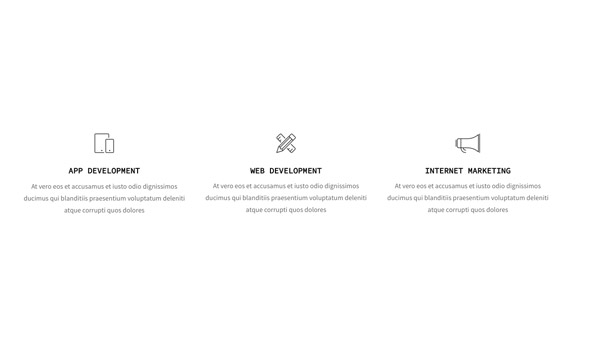 APP DEVELOPMENT
At vero eos et accusamus et iusto odio dignissimos
ducimus qui blanditiis praesentium voluptatum deleniti
atque corrupti quos dolores
WEB DEVELOPMENT
At vero eos et accusamus et iusto odio dignissimos
ducimus qui blanditiis praesentium voluptatum deleniti
atque corrupti quos dolores
INTERNET MARKETING
At vero eos et accusamus et iusto odio dignissimos
ducimus qui blanditiis praesentium voluptatum deleniti
atque corrupti quos dolores